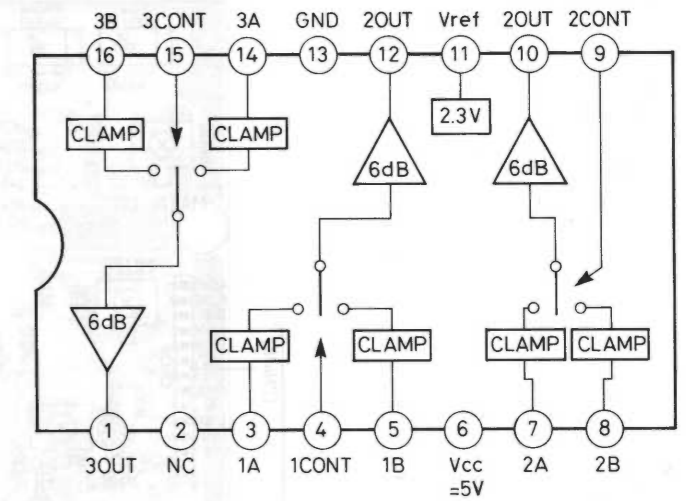 3B 3CONT 3A GND 2OUT Vref 2OUT 2CONT
16 15 14 13 12 11 10 9
2.3V
CLAMP CLAMP
6dB 6dB
6dB
CLAMP CLAMP CLAMP CLAMP
1 2 3 4 5 6 7 8
3OUT NC 1A 1CONT 1B Vcc 2A 2B
=5V